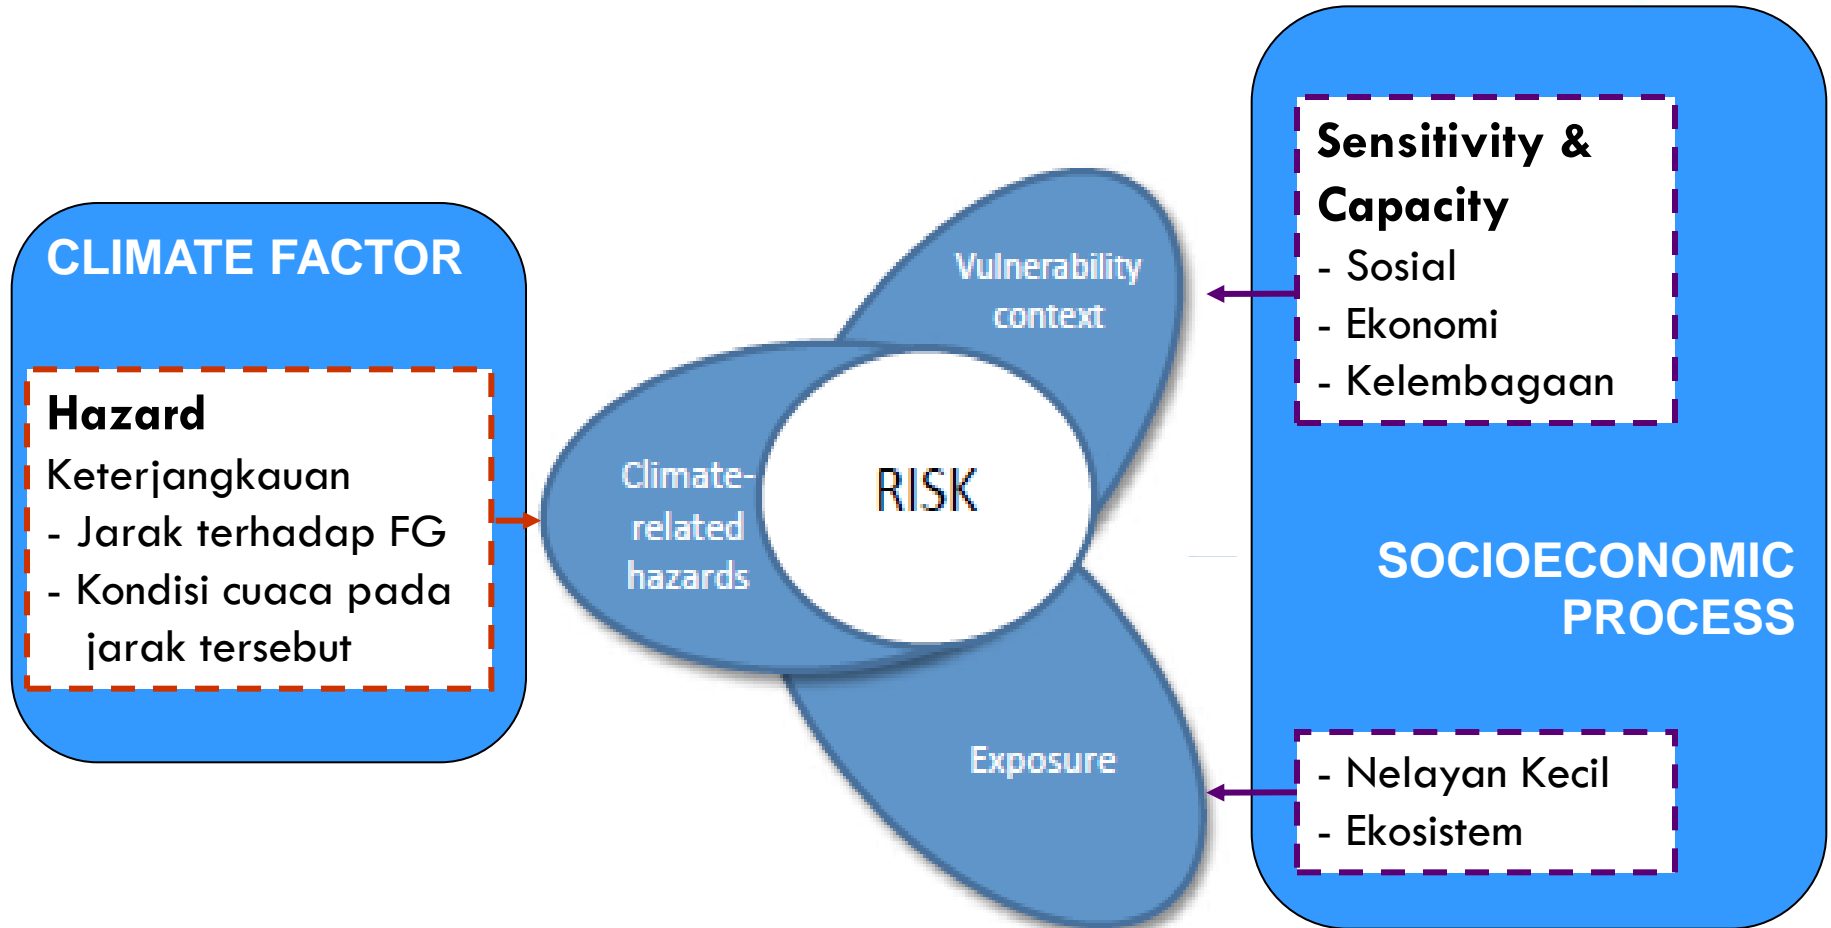 CLIMATE FACTOR
Hazard
Keterjangkauan
- Jarak terhadap FG
- Kondisi cuaca pada
jarak tersebut
Vulnerability
context
Climate-
related
hazards
RISK
Exposure
Sensitivity &
Capacity
- Sosial
- Ekonomi
- Kelembagaan
SOCIOECONOMIC
PROCESS
- Nelayan Kecil
- Ekosistem